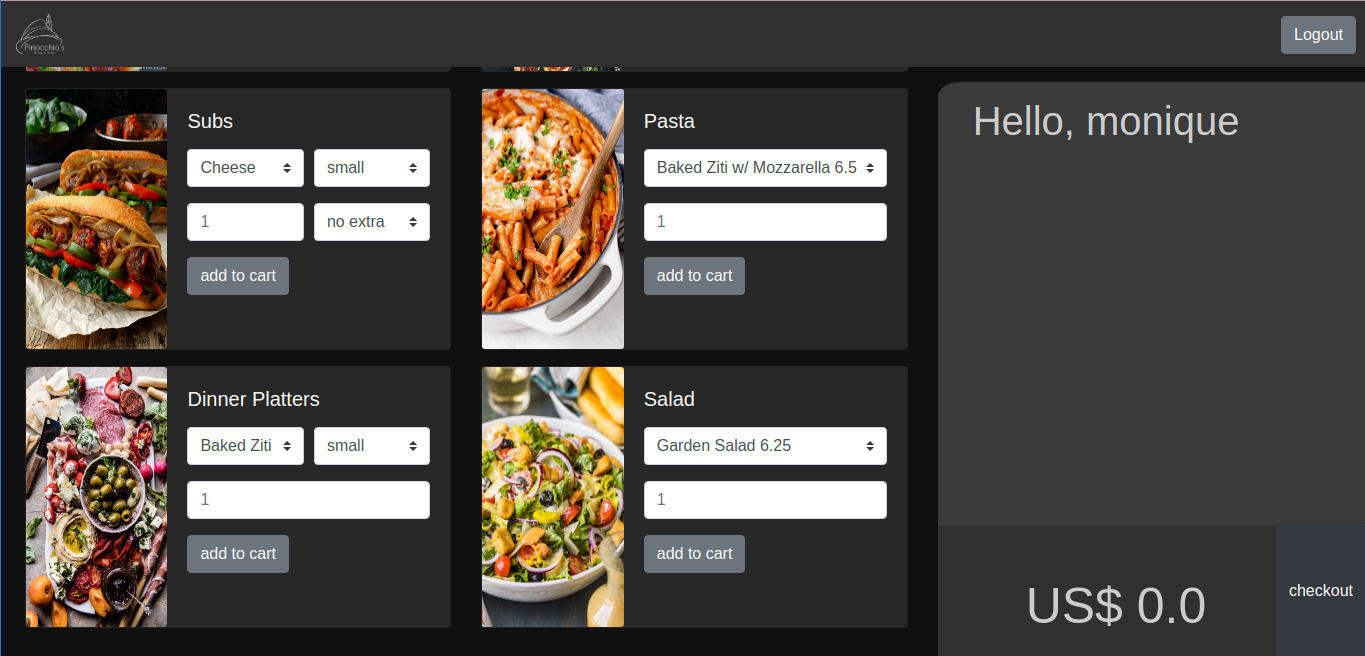 Pinocchio's
Logout
Hello, monique
Subs
Cheese
small
1
no extra
add to cart
Pasta
Baked Ziti w/ Mozzarella 6.5
1
add to cart
Dinner Platters
Baked Ziti
small
1
add to cart
Salad
Garden Salad 6.25
1
add to cart
US$ 0.0
checkout